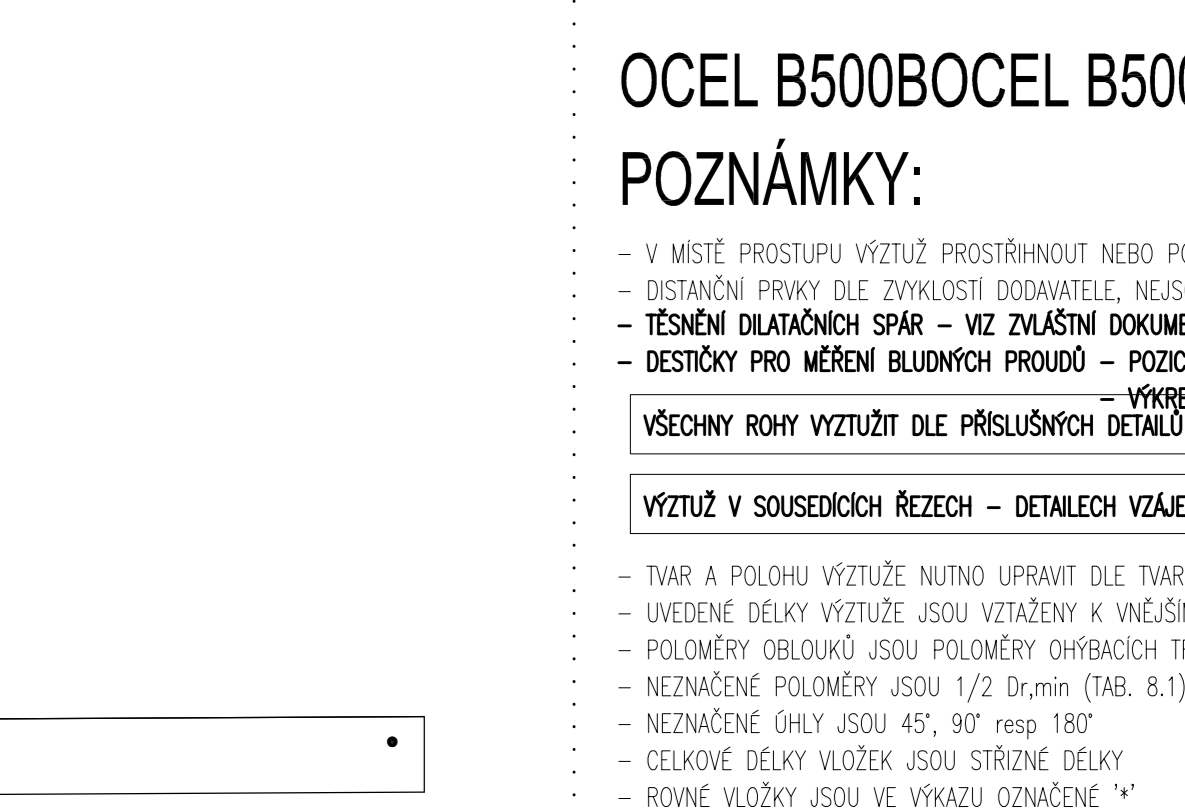 OCEL B500BOCEL B500
POZNÁMKY:
– V MÍSTĚ PROSTUPU VÝZTUŽ PROSTŘIHNOUT NEBO
– DISTANČNÍ PRVKY DLE ZVYKLOSTÍ DODAVATELE,
– TĚSNĚNÍ DILATAČNÍCH SPÁR – VIZ ZVLÁŠTNÍ
– DESTIČKY PRO MĚŘENÍ BLUDNÝCH PROUDŮ –
–
VŠECHNY ROHY VYZTUŽIT DLE PŘÍSLUŠNÝCH DETAILŮ
VÝZTUŽ V SOUSEDÍCÍCH ŘEZECH – DETAILECH
– TVAR A POLOHU VÝZTUŽE NUTNO UPRAVIT DLE
– UVEDENÉ DÉLKY VÝZTUŽE JSOU VZTAŽENY K
– POLOMĚRY OBLOUKŮ JSOU POLOMĚRY OHÝBACÍCH
– NEZNAČENÉ POLOMĚRY JSOU 1/2 Dr,min (TAB. 8.1)
– NEZNAČENÉ ÚHLY JSOU 45°, 90° resp 180°
– CELKOVÉ DÉLKY VLOŽEK JSOU STŘIZNÉ DÉLKY
– ROVNÉ VLOŽKY JSOU VE VÝKAZU OZNAČENÉ '*'